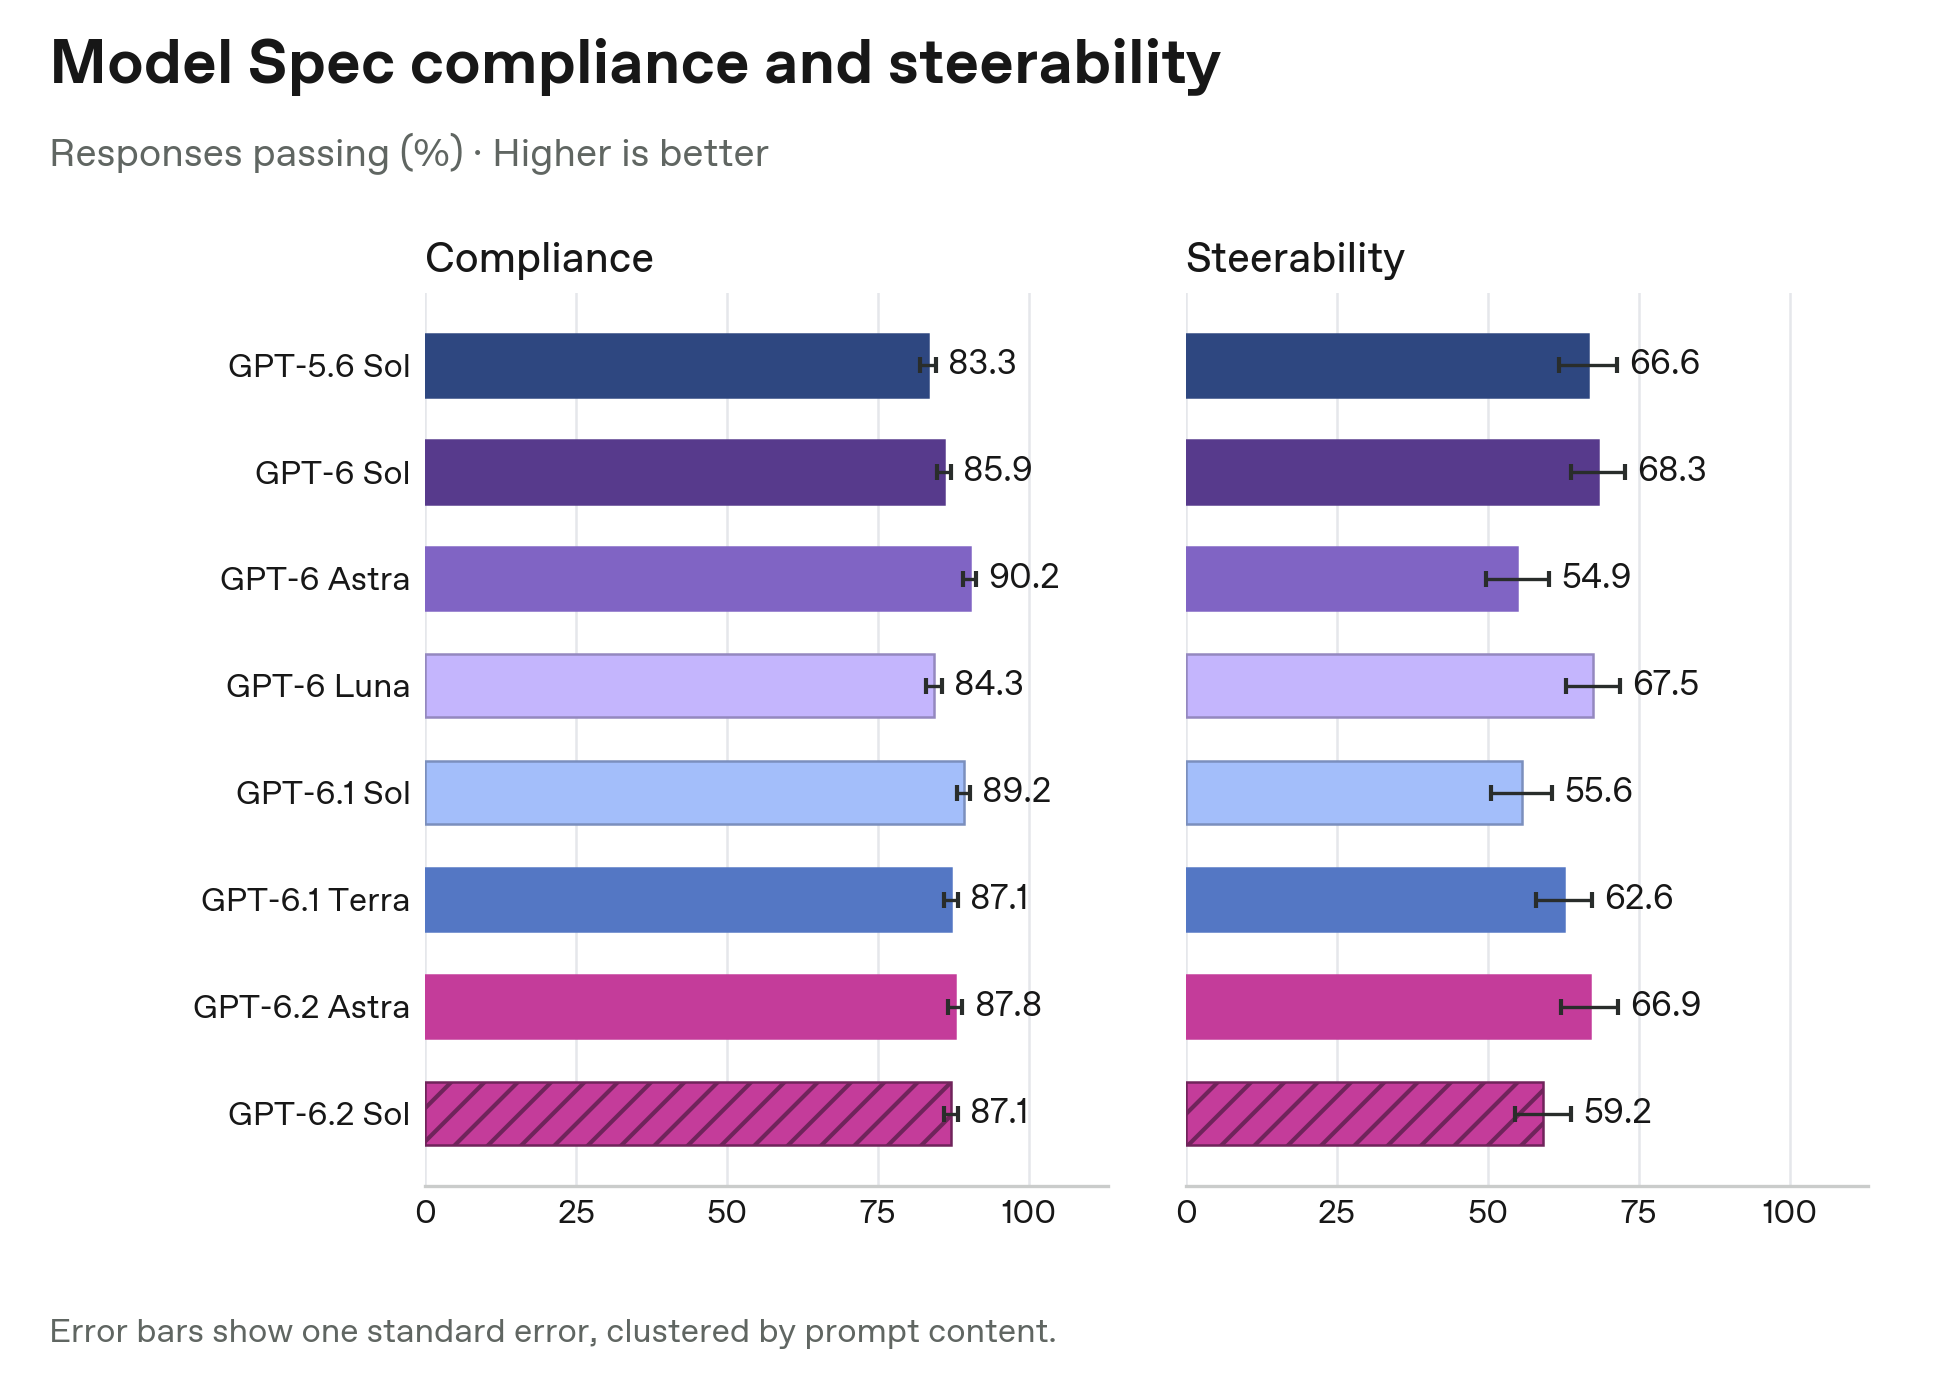 Model Spec compliance and steerability
Responses passing (%) · Higher is better
Compliance
Steerability
GPT-5.6 Sol 83.3 66.6
GPT-6 Sol 85.9 68.3
GPT-6 Astra 90.2 54.9
GPT-6 Luna 84.3 67.5
GPT-6.1 Sol 89.2 55.6
GPT-6.1 Terra 87.1 62.6
GPT-6.2 Astra 87.8 66.9
GPT-6.2 Sol 87.1 59.2
0 25 50 75 100 0 25 50 75 100
Error bars show one standard error, clustered by prompt content.